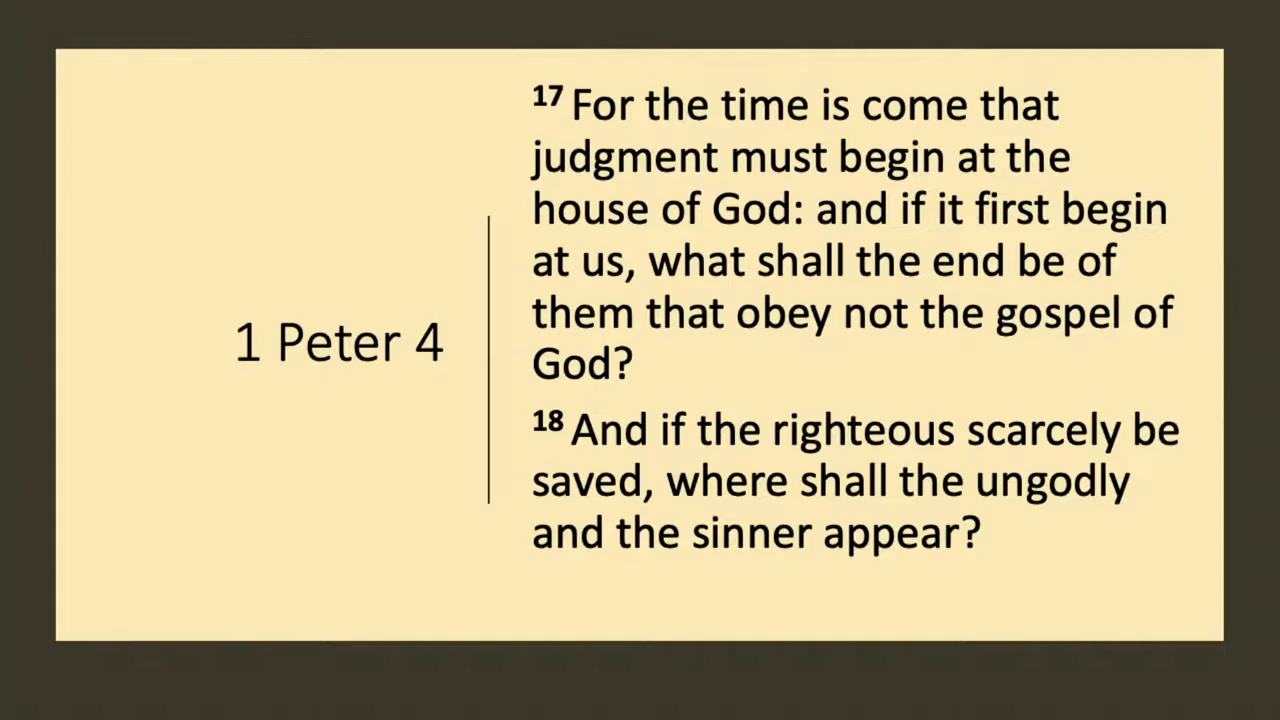 1 Peter 4
17 For the time is come that
judgment must begin at the
house of God: and if it first begin
at us, what shall the end be of
them that obey not the gospel of
God?
18 And if the righteous scarcely be
saved, where shall the ungodly
and the sinner appear?